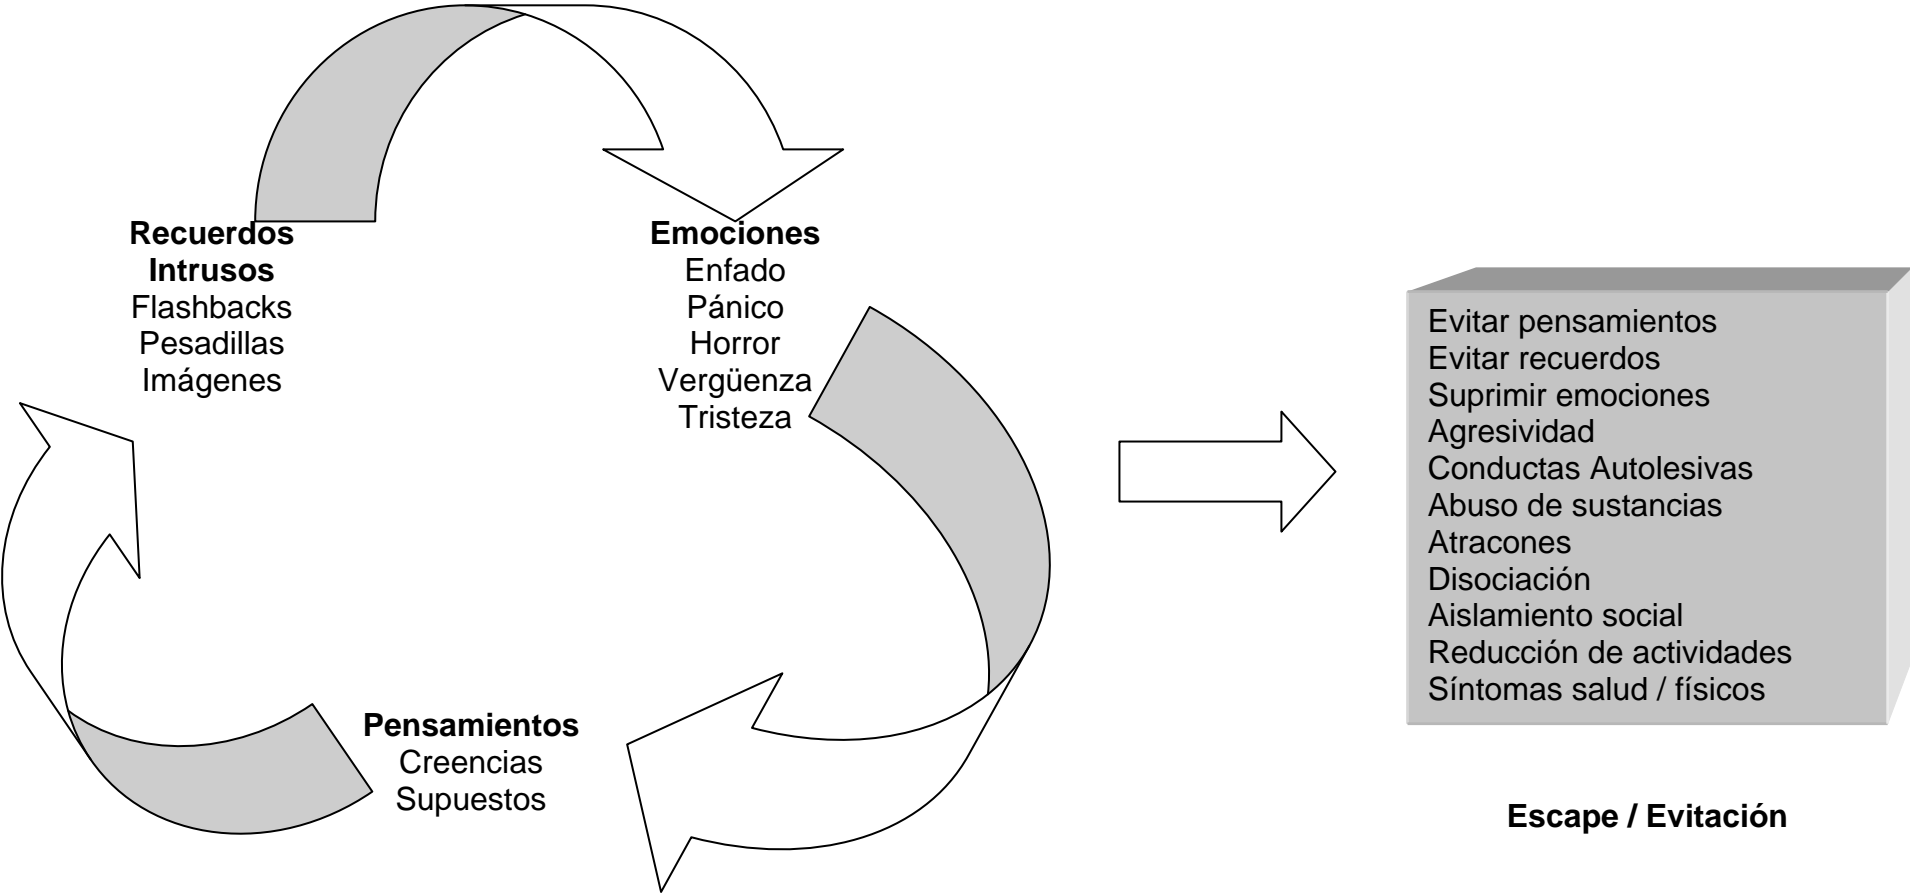 Recuerdos
Intrusos
Flashbacks
Pesadillas
Imágenes
Emociones
Enfado
Pánico
Horror
Vergüenza
Tristeza
Pensamientos
Creencias
Supuestos
Evitar pensamientos
Evitar recuerdos
Suprimir emociones
Agresividad
Conductas Autolesivas
Abuso de sustancias
Atracones
Disociación
Aislamiento social
Reducción de actividades
Síntomas salud / físicos
Escape / Evitación